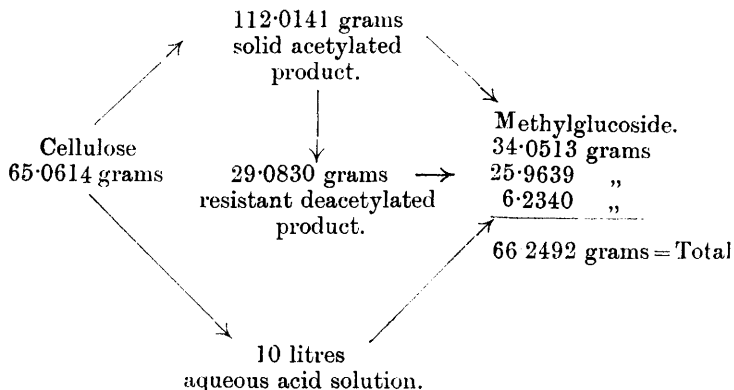 112·0141 grams
solid acetylated
product.
Cellulose
65·0614 grams
29·0830 grams
resistant deacetylated
product.
Methylglucoside.
34·0513 grams
25·9639 „
6·2340 „
66 2492 grams = Total
10 litres
aqueous acid solution.